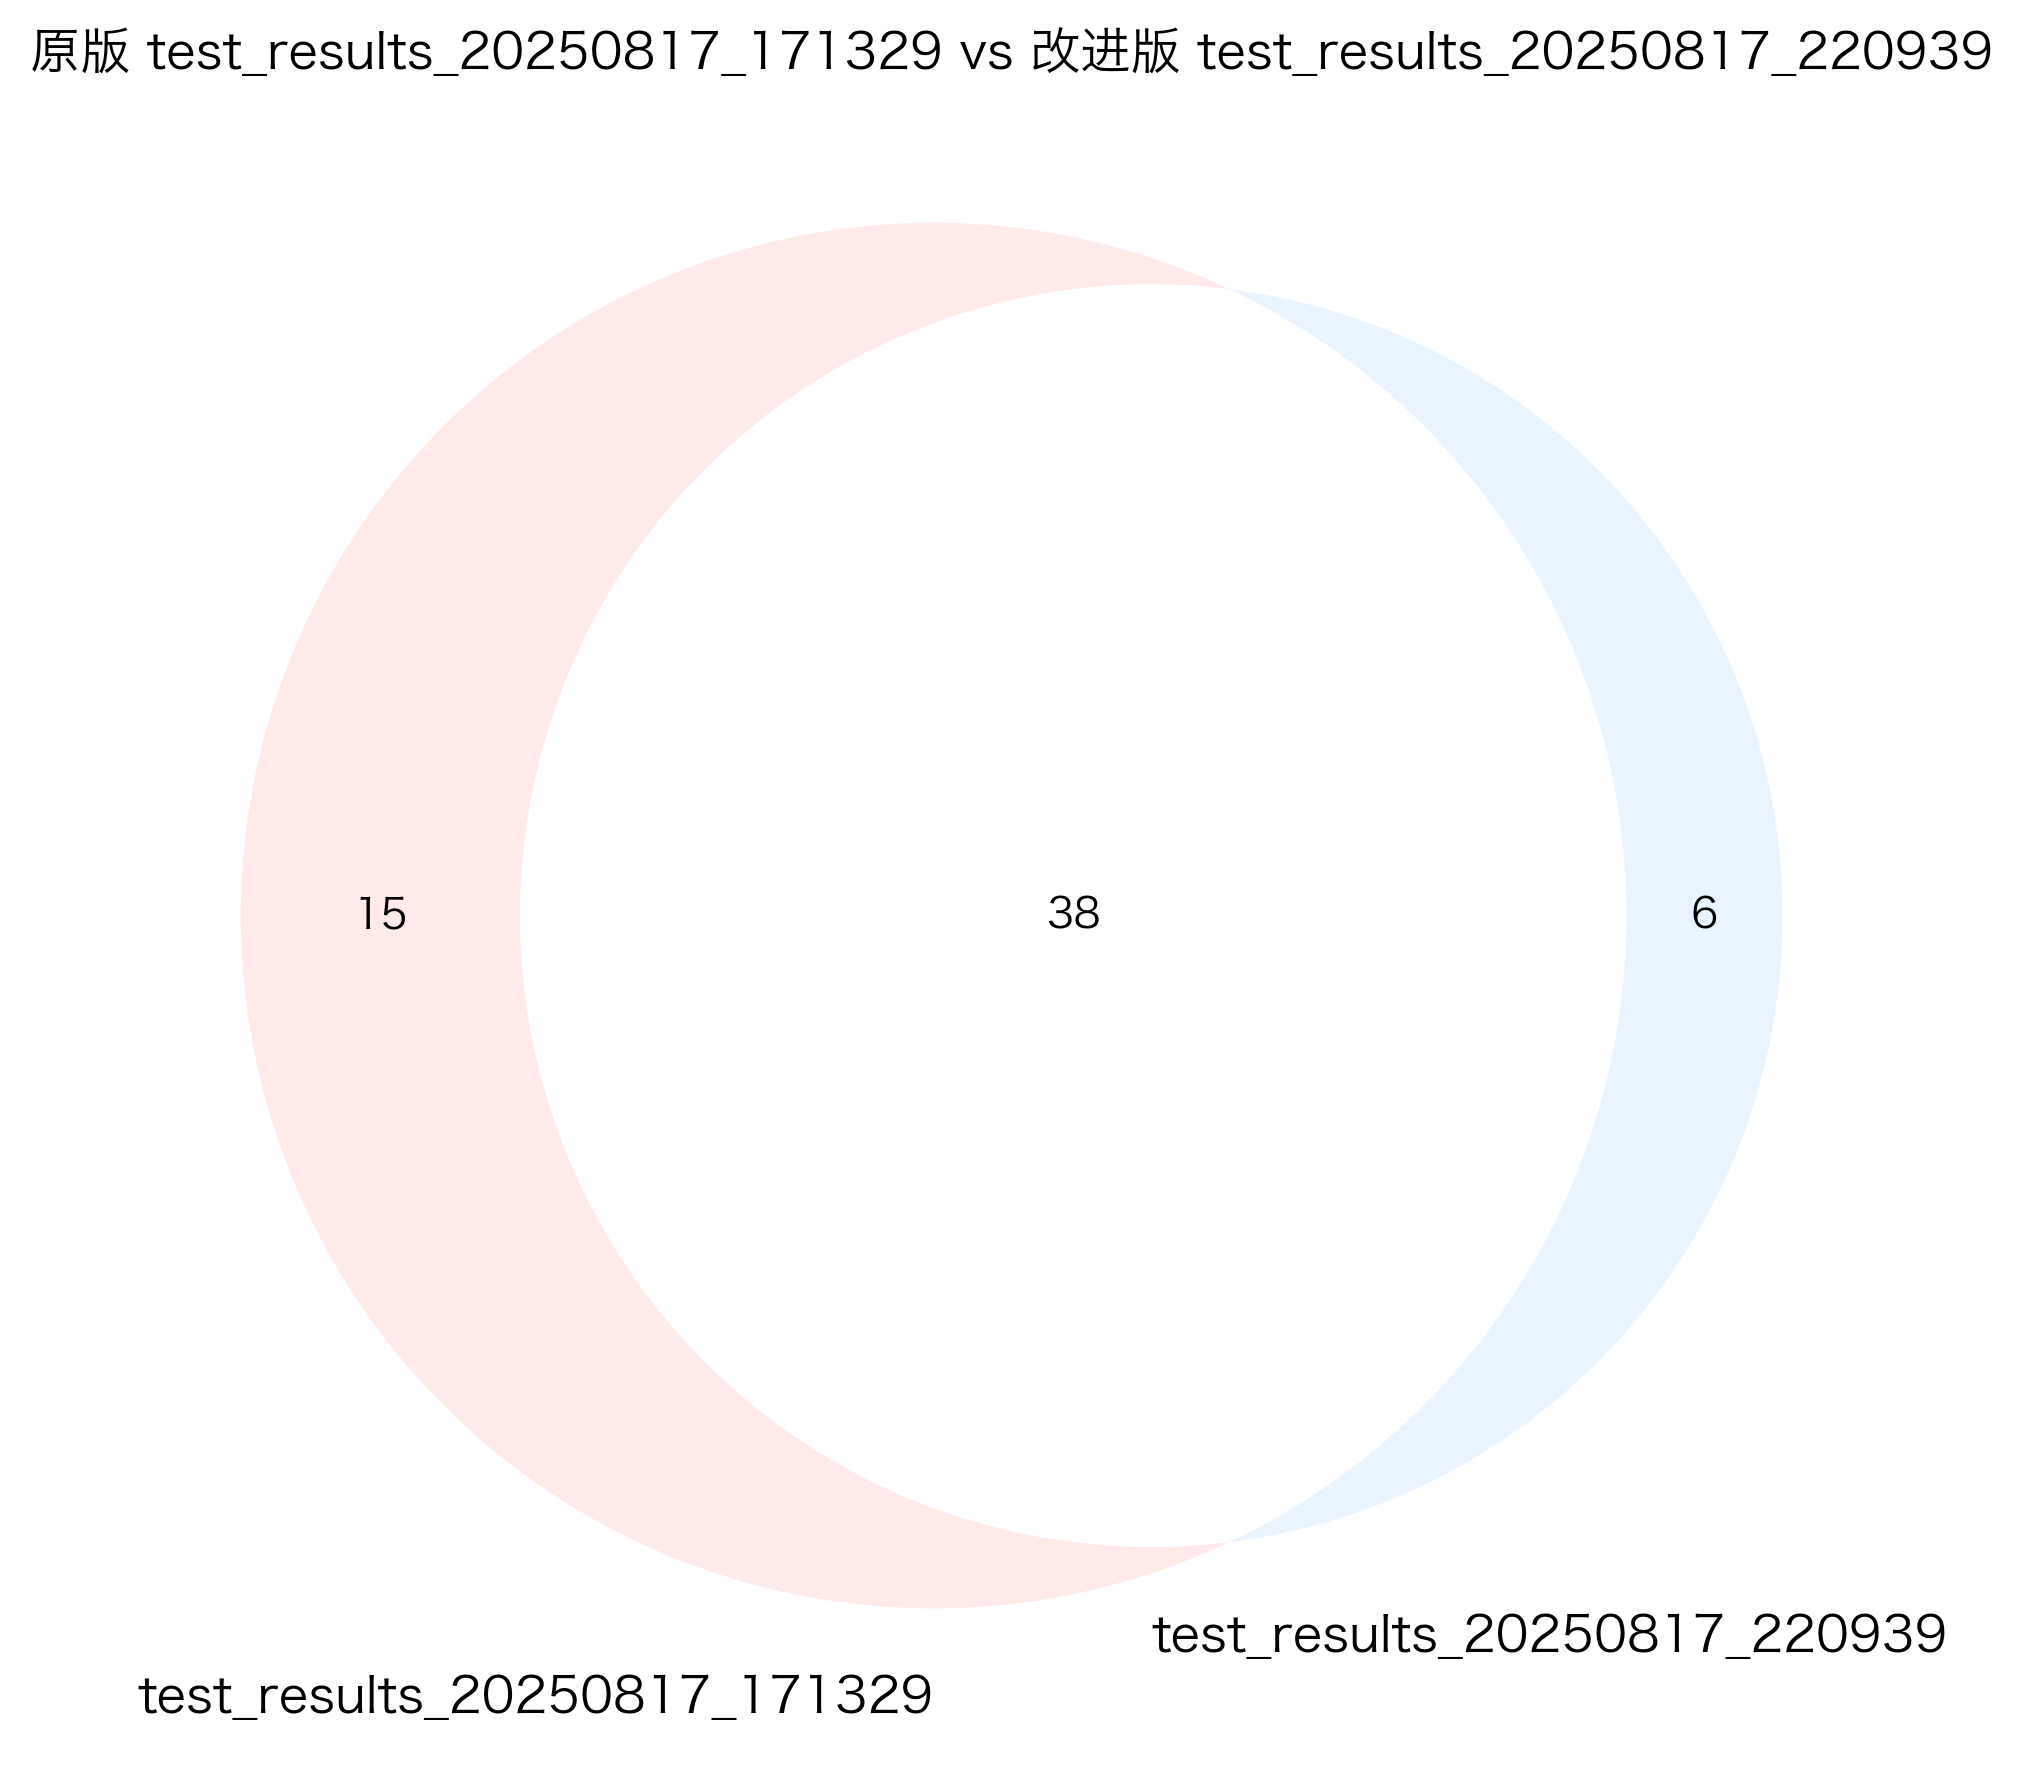 原版 test_results_20250817_171329 vs 改进版 test_results_20250817_220939
15
38
6
test_results_20250817_220939
test_results_20250817_171329